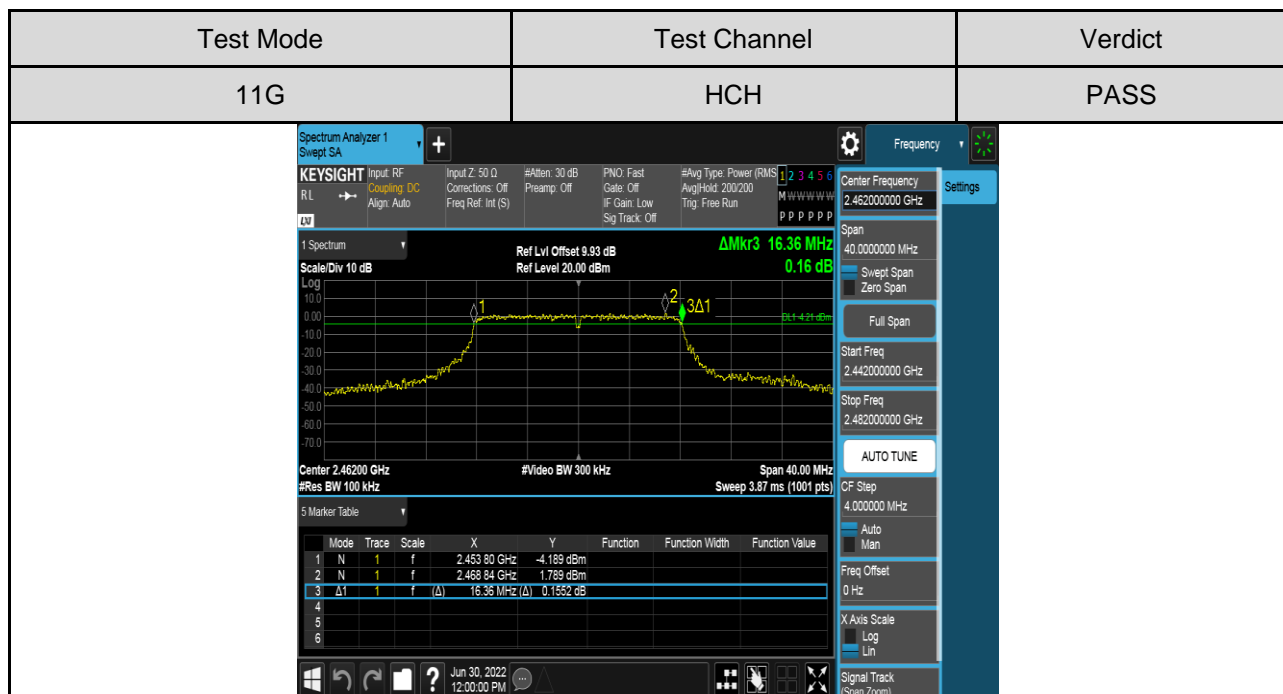 Test Mode Test Channel Verdict
11G HCH PASS
Spectrum Analyzer 1
Swept SA
+
Frequency
KEYSIGHT Input: RF Input Z: 50 Ω #Atten: 30 dB PNO: Fast #Avg Type: Power (RMS 1 2 3 4 5 6
RL Coupling: DC Corrections: Off Preamp: Off Gate: Off Avg|Hold: 200/200 M W W W W W
Align: Auto Freq Ref: Int (S) IF Gain: Low Trig: Free Run
LXI Sig Track: Off P P P P P P
1 Spectrum
Scale/Div 10 dB
Ref Lvl Offset 9.93 dB
Ref Level 20.00 dBm
ΔMkr3 16.36 MHz
0.16 dB
Log
10.0
0.00
-10.0
-20.0
-30.0
-40.0
-50.0
-60.0
-70.0
1
2
3Δ1
DL1 -4.21 dBm
Center 2.46200 GHz #Video BW 300 kHz Span 40.00 MHz
#Res BW 100 kHz Sweep 3.87 ms (1001 pts)
5 Marker Table
Mode Trace Scale X Y Function Function Width Function Value
1 N 1 f 2.453 80 GHz -4.189 dBm
2 N 1 f 2.468 84 GHz 1.789 dBm
3 Δ1 1 f (Δ) 16.36 MHz (Δ) 0.1552 dB
4
5
6
?
Jun 30, 2022
12:00:00 PM
Settings
Center Frequency
2.462000000 GHz
Span
40.0000000 MHz
Swept Span
Zero Span
Full Span
Start Freq
2.442000000 GHz
Stop Freq
2.482000000 GHz
AUTO TUNE
CF Step
4.000000 MHz
Auto
Man
Freq Offset
0 Hz
X Axis Scale
Log
Lin
Signal Track
(Span Zoom)